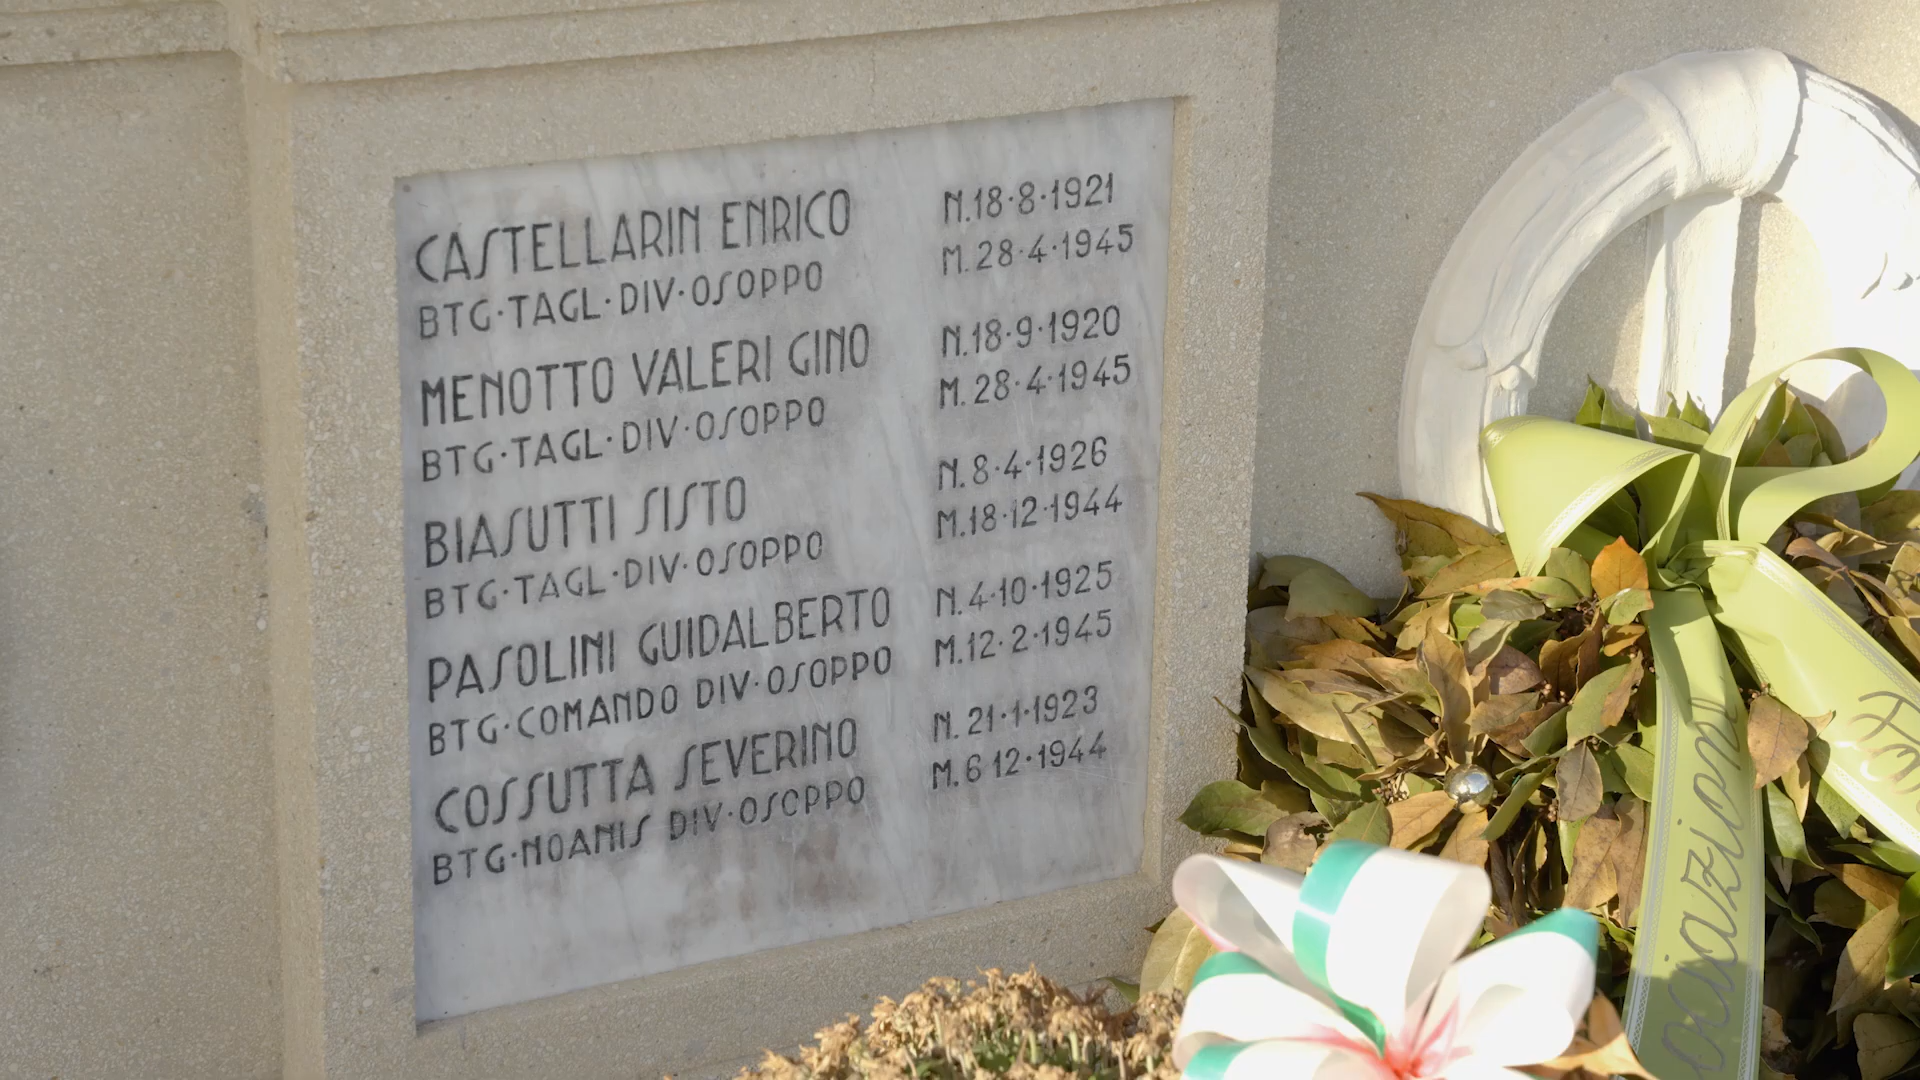 CASTELLARIN ENRICO N.18·8·1921
BTG·TAGL·DIV·OSOPPO M.28·4·1945
MENOTTO VALERI GINO N.18·9·1920
BTG·TAGL·DIV·OSOPPO M.28·4·1945
BIASUTTI SISTO N.8·4·1926
BTG·TAGL·DIV·OSOPPO M.18·12·1944
PASOLINI GUIDALBERTO N.4·10·1925
BTG·COMANDO DIV·OSOPPO M.12·2·1945
COSSUTTA SEVERINO N.21·1·1923
BTG·NOANIS DIV·OSOPPO M.6 12·1944